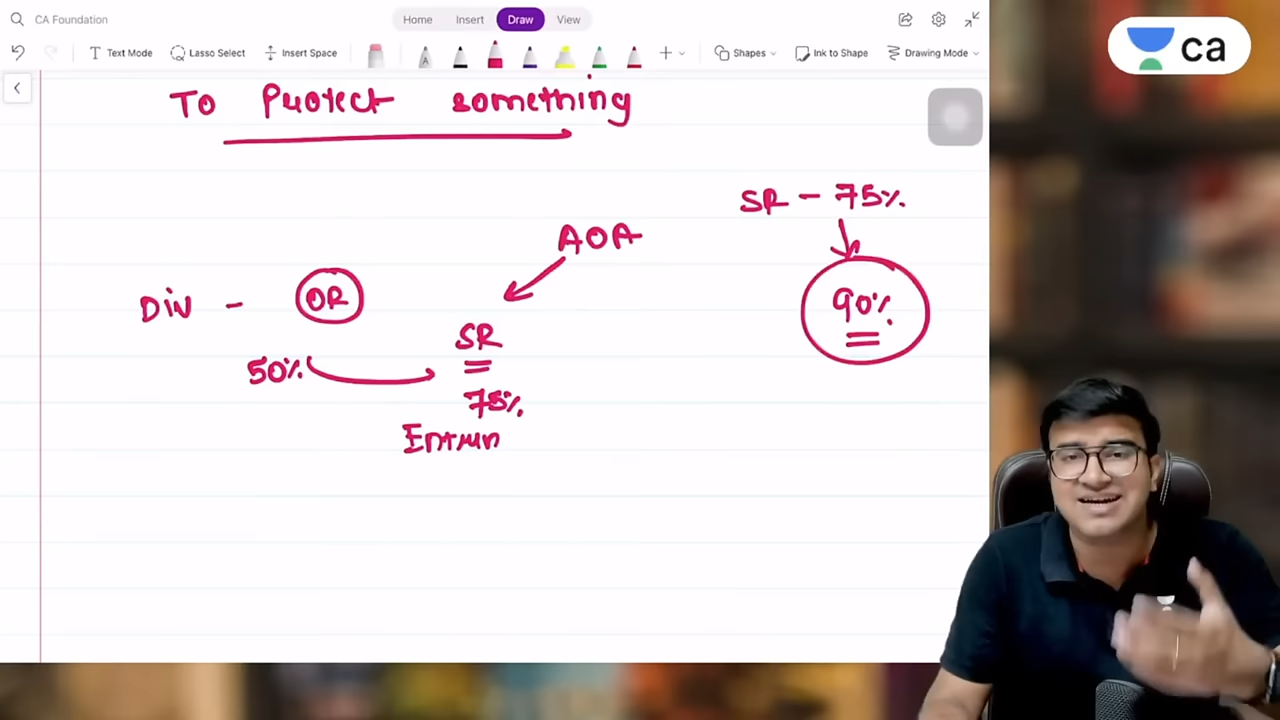 CA Foundation
Home Insert Draw View
Text Mode Lasso Select Insert Space Shapes Ink to Shape Drawing Mode
ca
To Protect something
SR - 75%
AOA
Div - OR
90%
SR
50%
75%
Entren